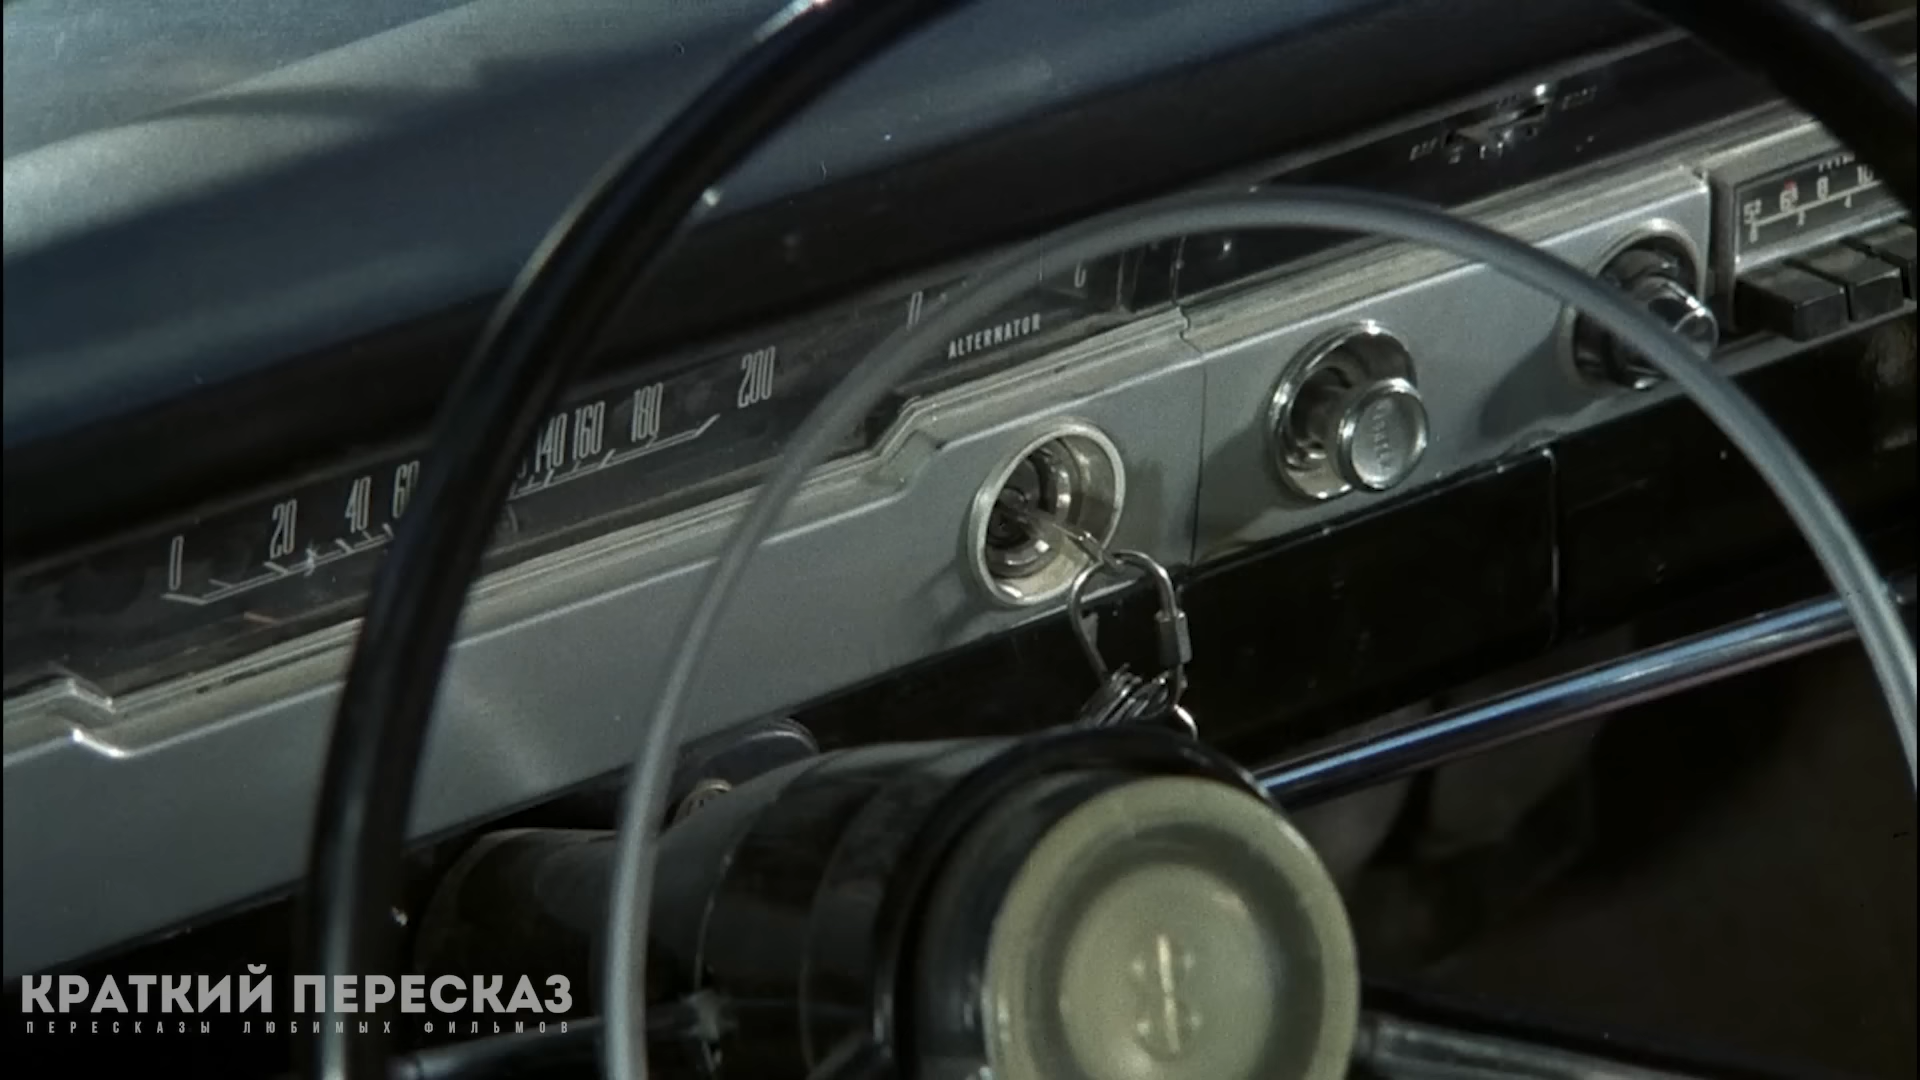 0 20 40 60 140 160 180 200
ALTERNATOR
КРАТКИЙ ПЕРЕСКАЗ
ПЕРЕСКАЗЫ ЛЮБИМЫХ ФИЛЬМОВ